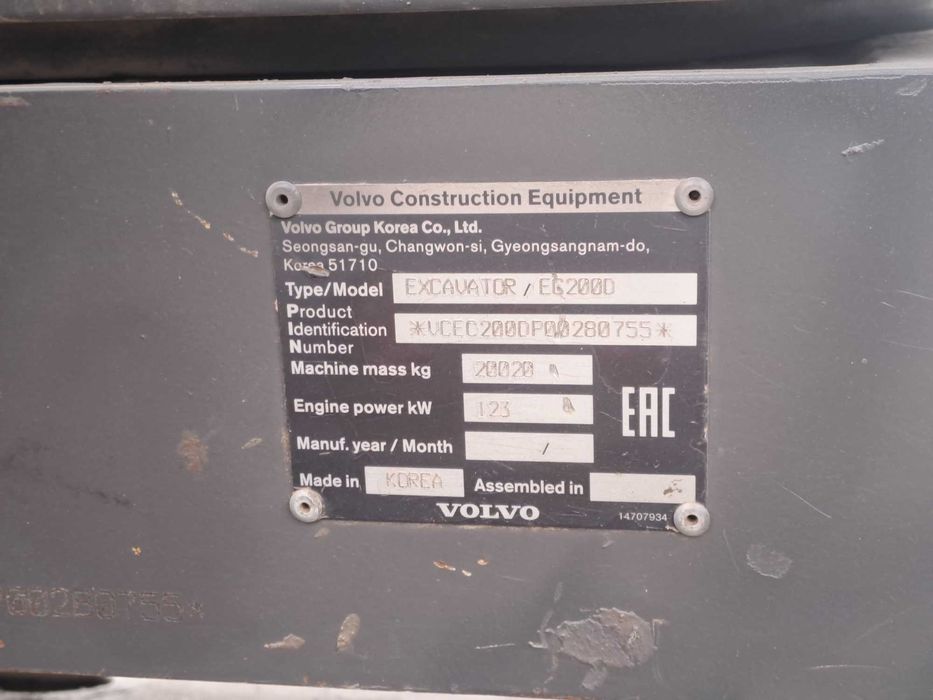 Volvo Construction Equipment
Volvo Group Korea Co., Ltd.
Seongsan-gu, Changwon-si, Gyeongsangnam-do,
Korea 51710
Type/Model EXCAVATOR / EC200D
Product
Identification *VCEC200DP00280755*
Number
Machine mass kg 20020
Engine power kW 123
EAC
Manuf. year / Month /
Made in KOREA Assembled in
VOLVO 14707934
00280755*